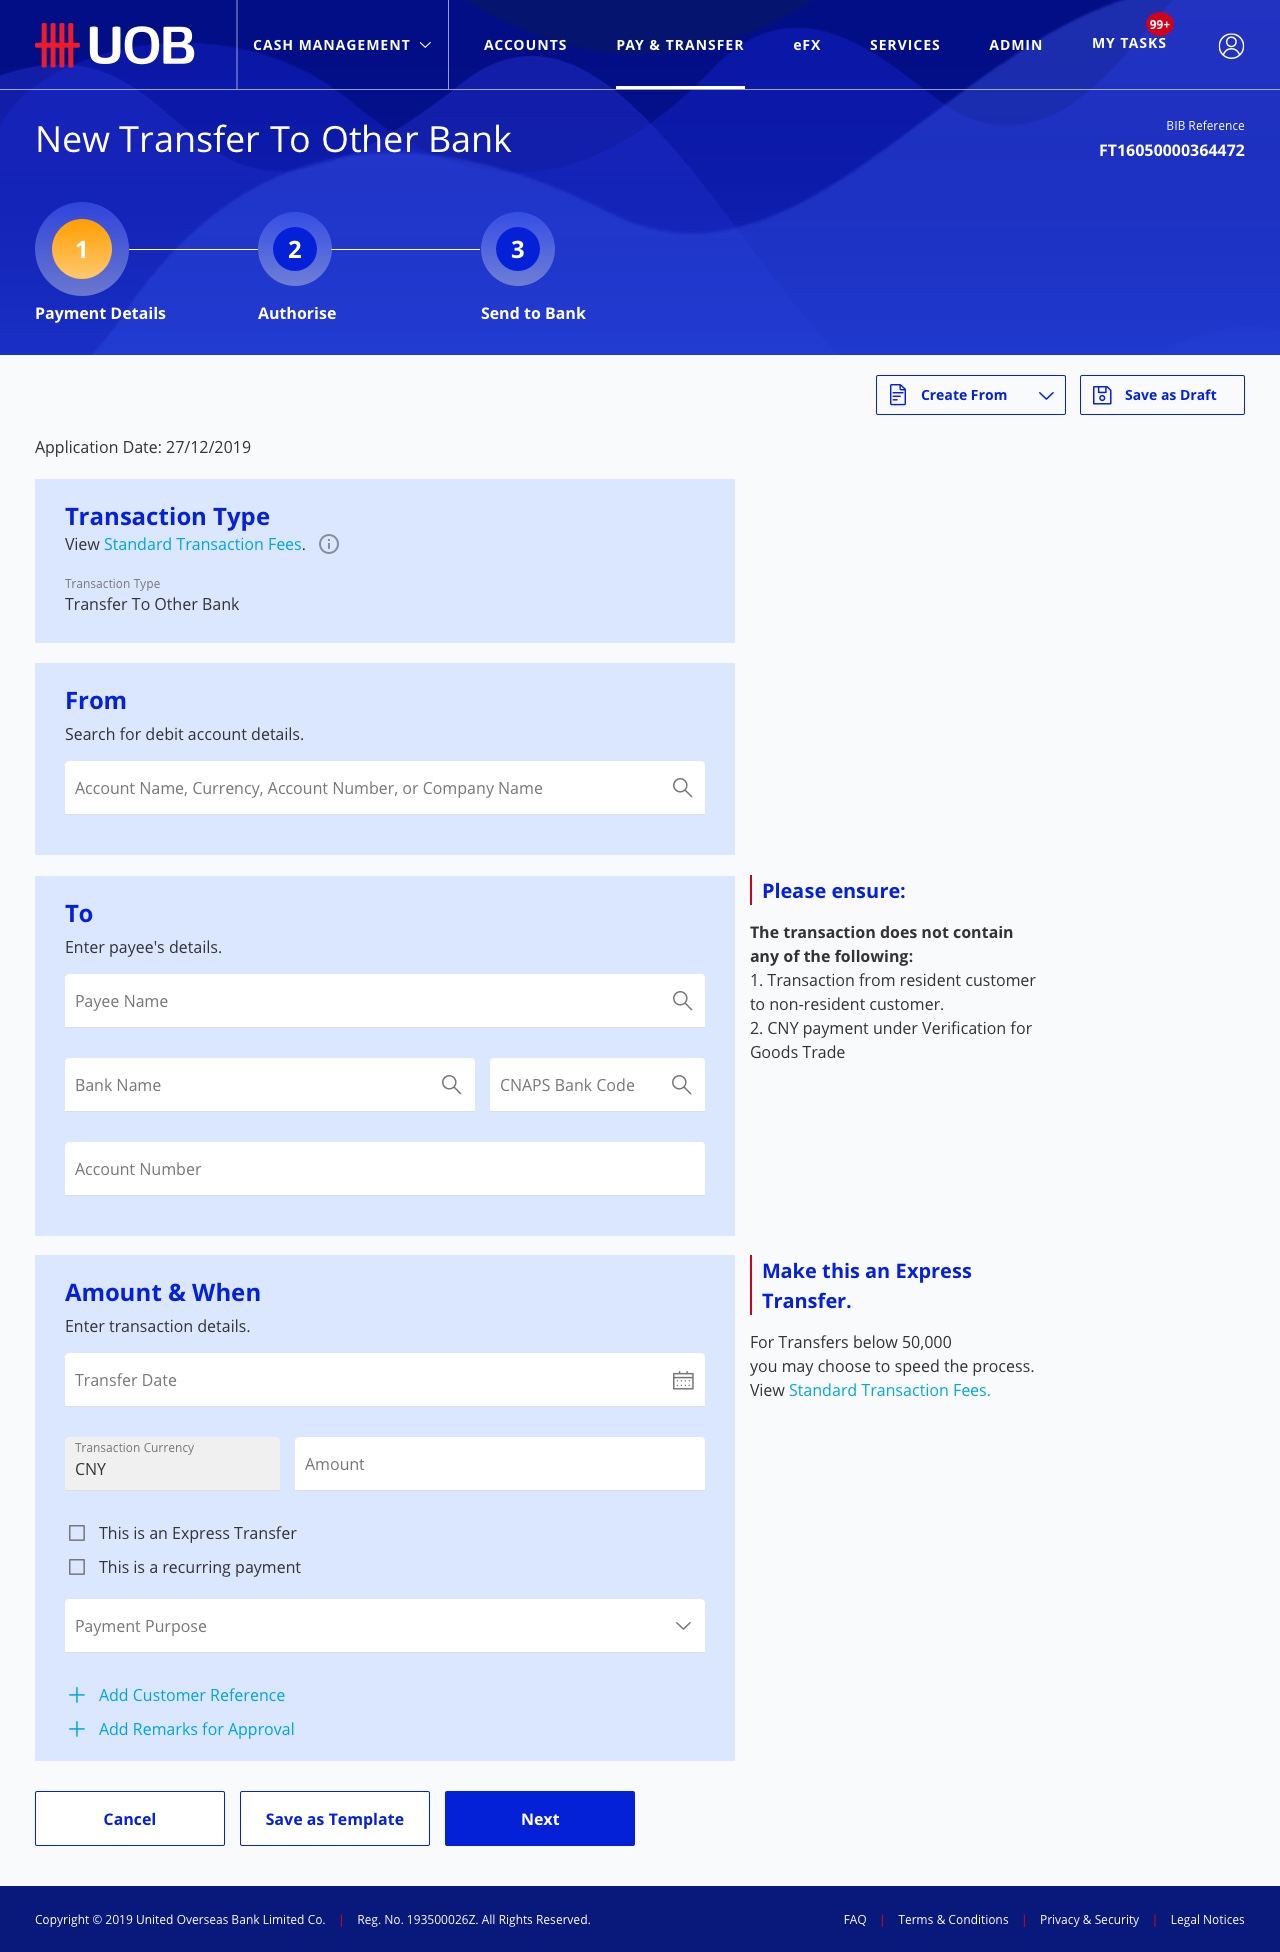 UOB
CASH MANAGEMENT
ACCOUNTS
PAY & TRANSFER
eFX
SERVICES
ADMIN
MY TASKS
99+
New Transfer To Other Bank
BIB Reference
FT16050000364472
1
2
3
Payment Details
Authorise
Send to Bank
Create From
Save as Draft
Application Date: 27/12/2019
Transaction Type
View Standard Transaction Fees.
Transaction Type
Transfer To Other Bank
From
Search for debit account details.
Account Name, Currency, Account Number, or Company Name
To
Enter payee's details.
Payee Name
Bank Name
CNAPS Bank Code
Account Number
Please ensure:
The transaction does not contain
any of the following:
1. Transaction from resident customer
to non-resident customer.
2. CNY payment under Verification for
Goods Trade
Amount & When
Enter transaction details.
Transfer Date
Transaction Currency
CNY
Amount
This is an Express Transfer
This is a recurring payment
Payment Purpose
Add Customer Reference
Add Remarks for Approval
Make this an Express
Transfer.
For Transfers below 50,000
you may choose to speed the process.
View Standard Transaction Fees.
Cancel
Save as Template
Next
Copyright © 2019 United Overseas Bank Limited Co. | Reg. No. 193500026Z. All Rights Reserved.
FAQ | Terms & Conditions | Privacy & Security | Legal Notices